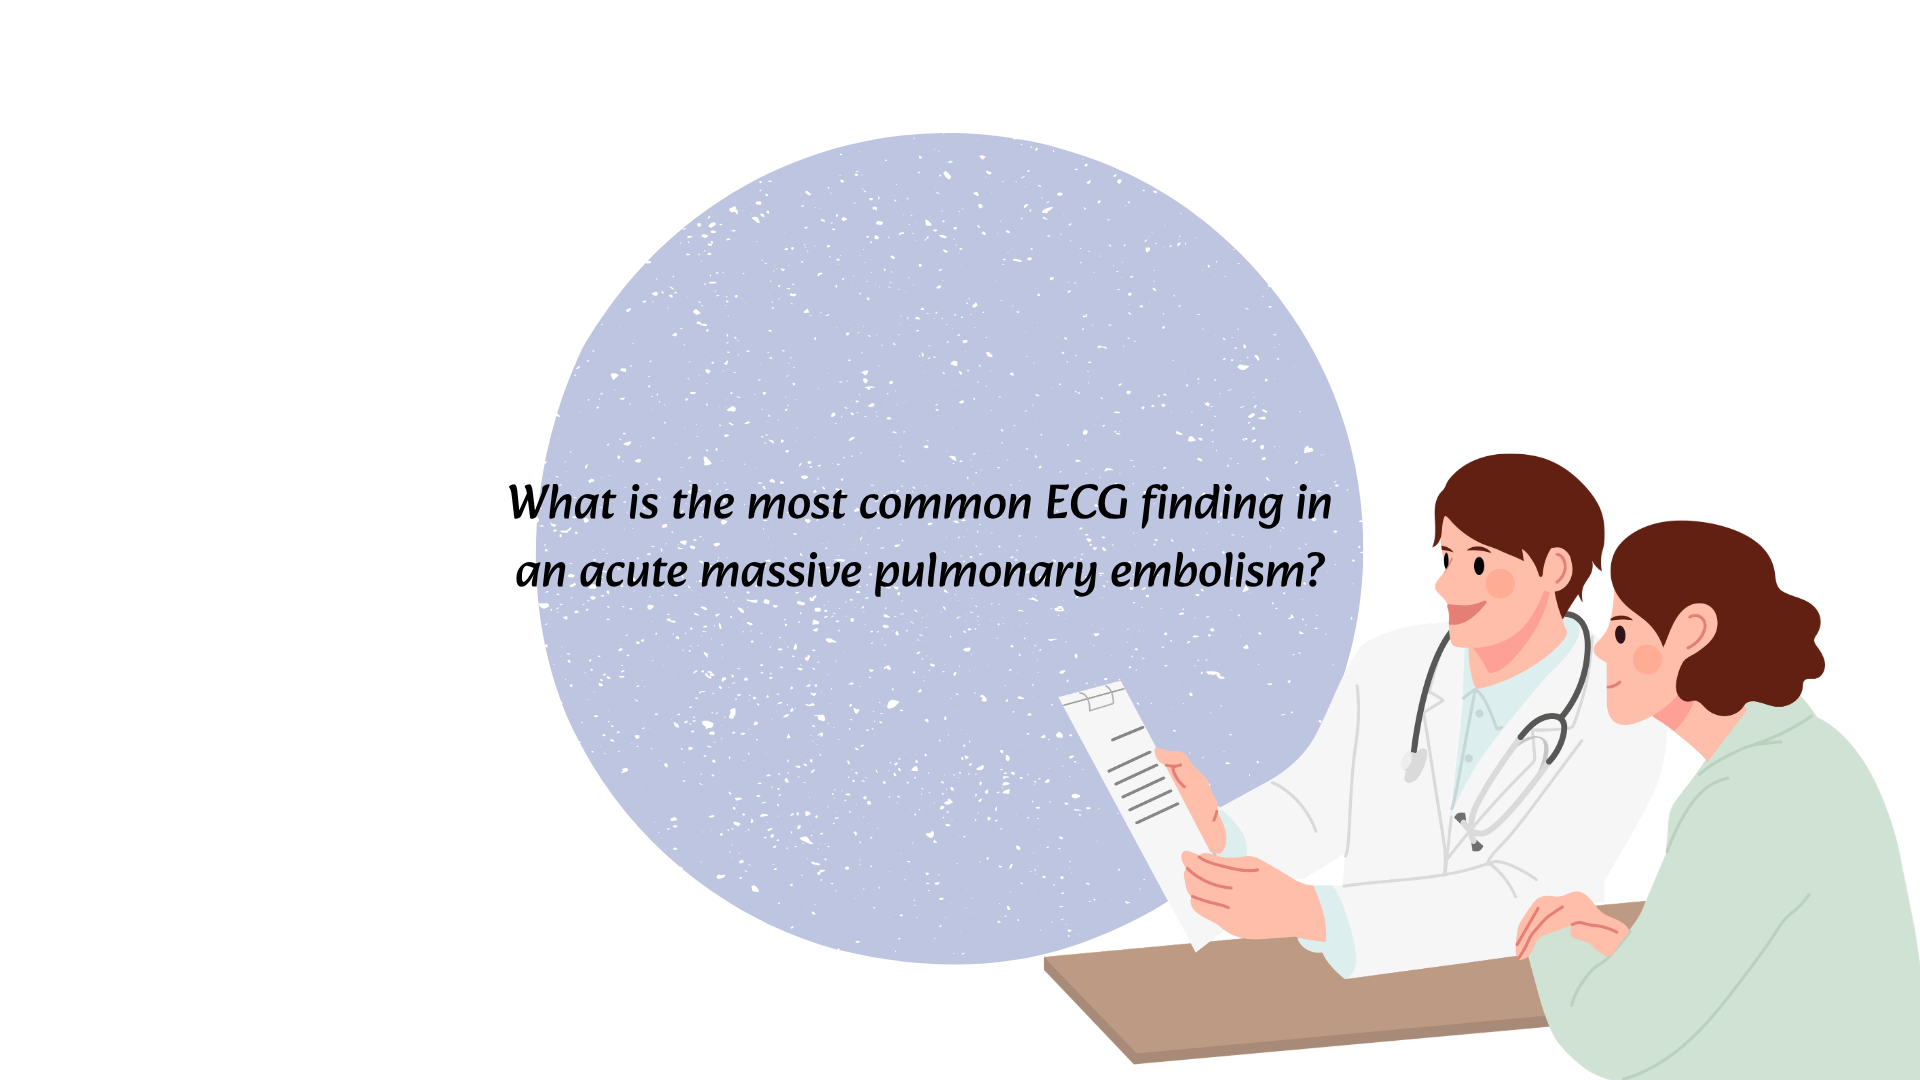 What is the most common ECG finding in
an acute massive pulmonary embolism?